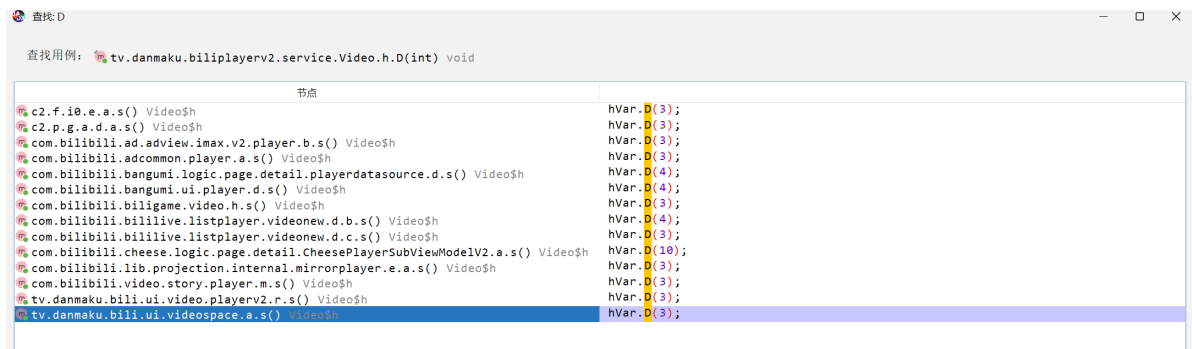 查找: D
查找用例: tv.danmaku.biliplayerv2.service.Video.h.D(int) void
节点
c2.f.i0.e.a.s() Video$h hVar.D(3);
c2.p.g.a.d.a.s() Video$h hVar.D(3);
com.bilibili.ad.adview.imax.v2.player.b.s() Video$h hVar.D(3);
com.bilibili.adcommon.player.a.s() Video$h hVar.D(3);
com.bilibili.bangumi.logic.page.detail.playerdatasource.d.s() Video$h hVar.D(4);
com.bilibili.bangumi.ui.player.d.s() Video$h hVar.D(4);
com.bilibili.biligame.video.h.s() Video$h hVar.D(3);
com.bilibili.bililive.listplayer.videonew.d.b.s() Video$h hVar.D(4);
com.bilibili.bililive.listplayer.videonew.d.c.s() Video$h hVar.D(3);
com.bilibili.cheese.logic.page.detail.CheesePlayerSubViewModelV2.a.s() Video$h hVar.D(10);
com.bilibili.lib.projection.internal.mirrorplayer.e.a.s() Video$h hVar.D(3);
com.bilibili.video.story.player.m.s() Video$h hVar.D(3);
tv.danmaku.bili.ui.video.playerv2.r.s() Video$h hVar.D(3);
tv.danmaku.bili.ui.videospace.a.s() Video$h hVar.D(3);